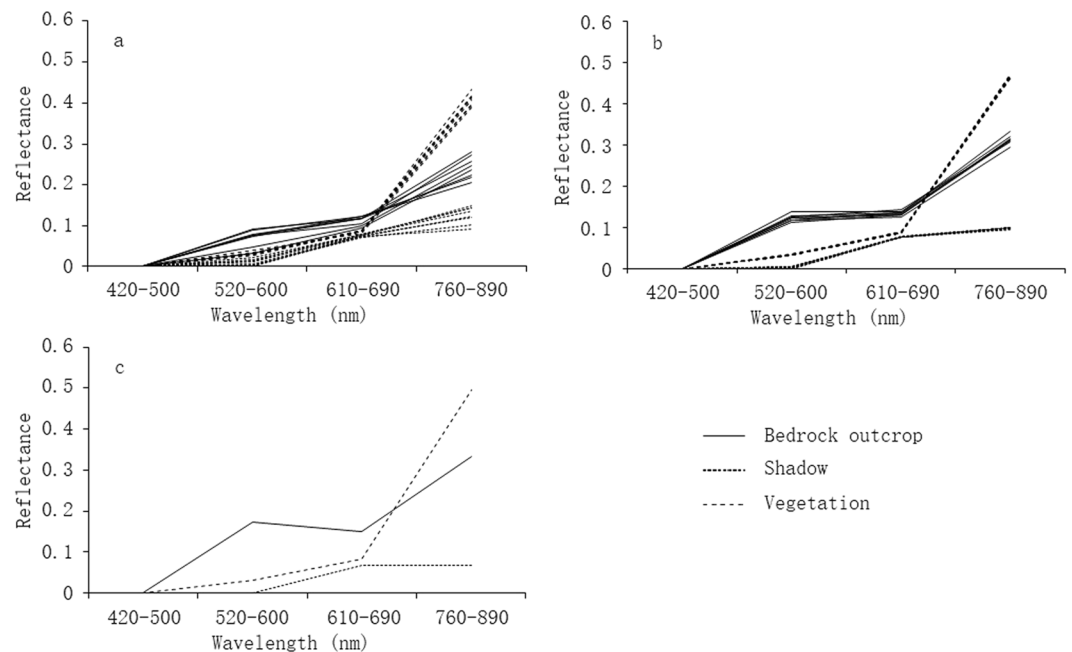 a
0.6
0.5
0.4
0.3
0.2
0.1
0
Reflectance
420-500 520-600 610-690 760-890
Wavelength (nm)
b
0.6
0.5
0.4
0.3
0.2
0.1
0
Reflectance
420-500 520-600 610-690 760-890
Wavelength (nm)
c
0.6
0.5
0.4
0.3
0.2
0.1
0
Reflectance
420-500 520-600 610-690 760-890
Wavelength (nm)
Bedrock outcrop
Shadow
Vegetation